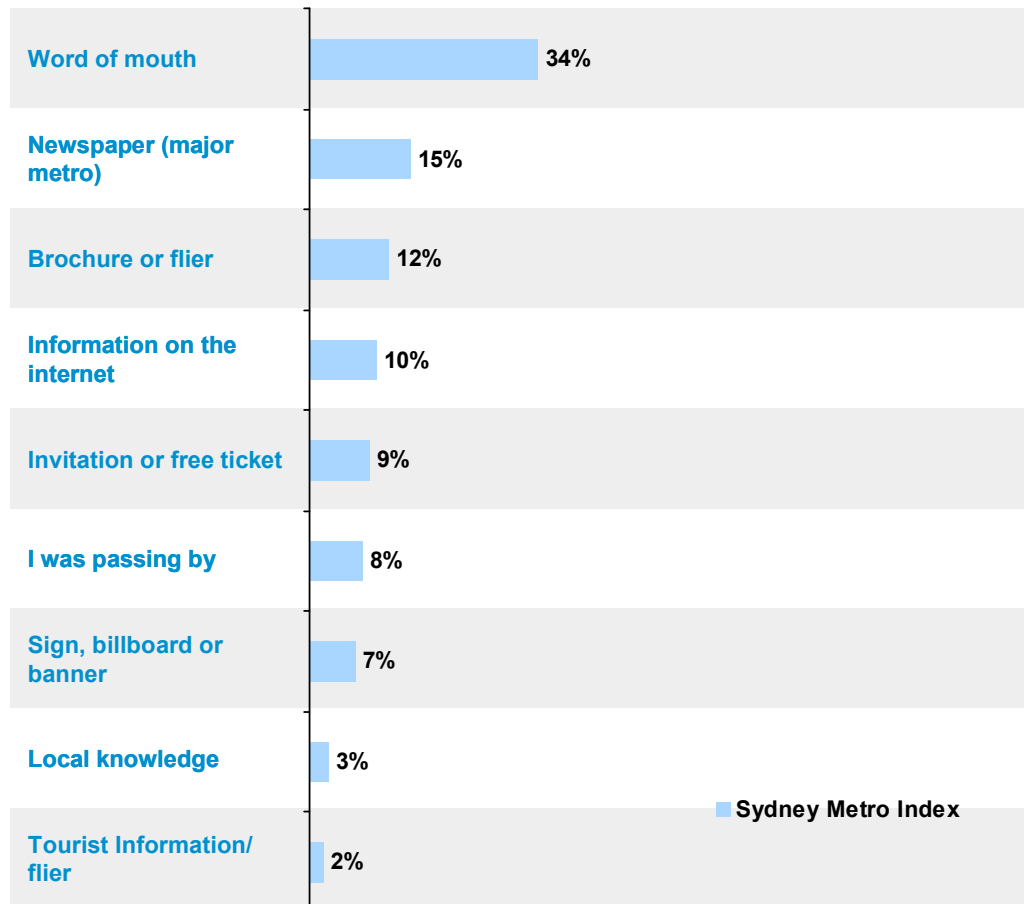 Word of mouth
34%
Newspaper (major
metro)
15%
Brochure or flier
12%
Information on the
internet
10%
Invitation or free ticket
9%
I was passing by
8%
Sign, billboard or
banner
7%
Local knowledge
3%
Sydney Metro Index
Tourist Information/
flier
2%